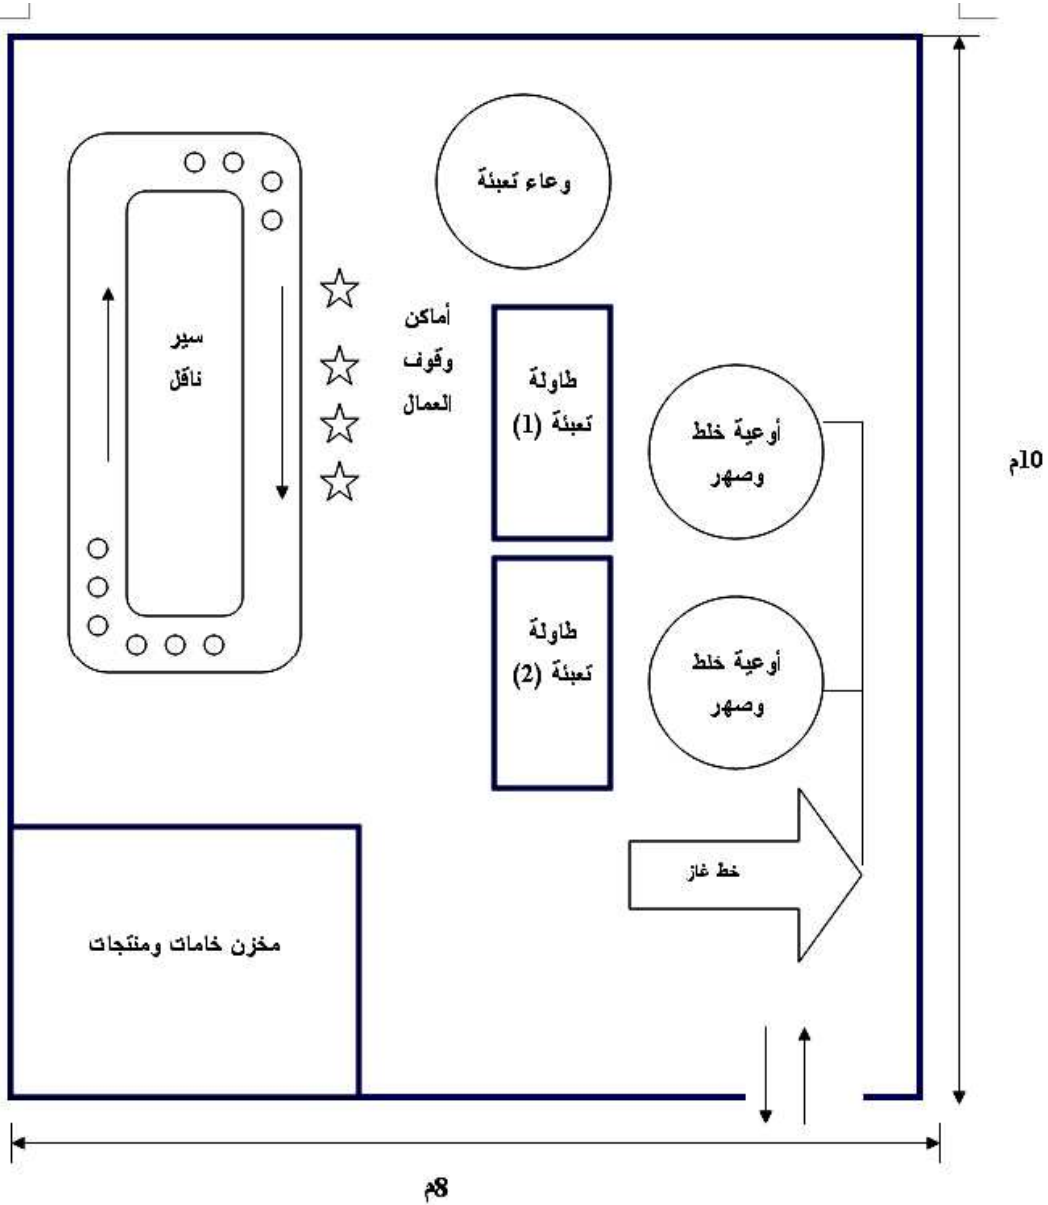 وعاء تعبئة
أماكن
وقوف
العمال
سير
ناقل
طاولة
تعبئة (1)
أوعية خلط
وصهر
10م
طاولة
تعبئة (2)
أوعية خلط
وصهر
خط غاز
مخزن خامات ومنتجات
8م